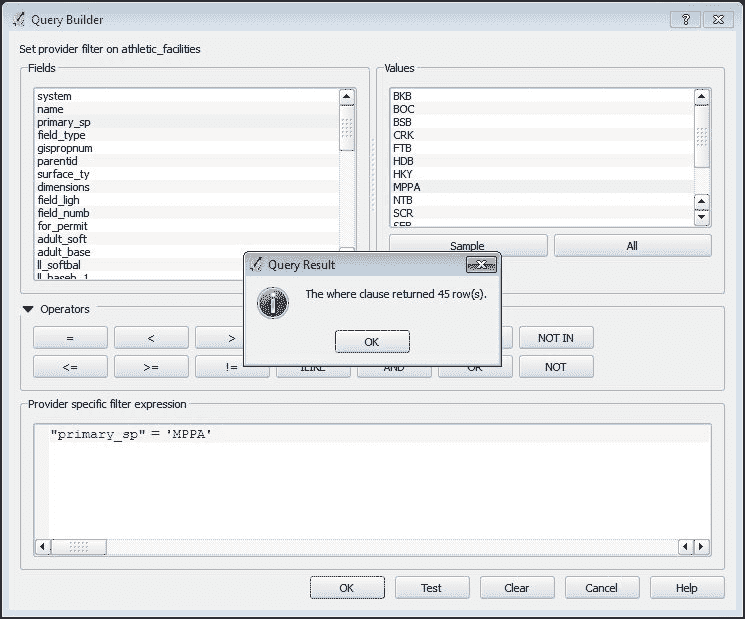 Query Builder
Set provider filter on athletic_facilities
Fields
system
name
primary_sp
field_type
gispropnum
parentid
surface_ty
dimensions
field_ligh
field_numb
for_permit
adult_soft
adult_base
ll_softbal
ll_baseb_1
Values
BKB
BOC
BSB
CRK
FTB
HDB
HKY
MPPA
NTB
SCR
SFB
Sample
All
Query Result
The where clause returned 45 row(s).
OK
Operators
=
<
>
NOT IN
<=
>=
!=
ILIKE
AND
OR
NOT
Provider specific filter expression
"primary_sp" = 'MPPA'
OK
Test
Clear
Cancel
Help